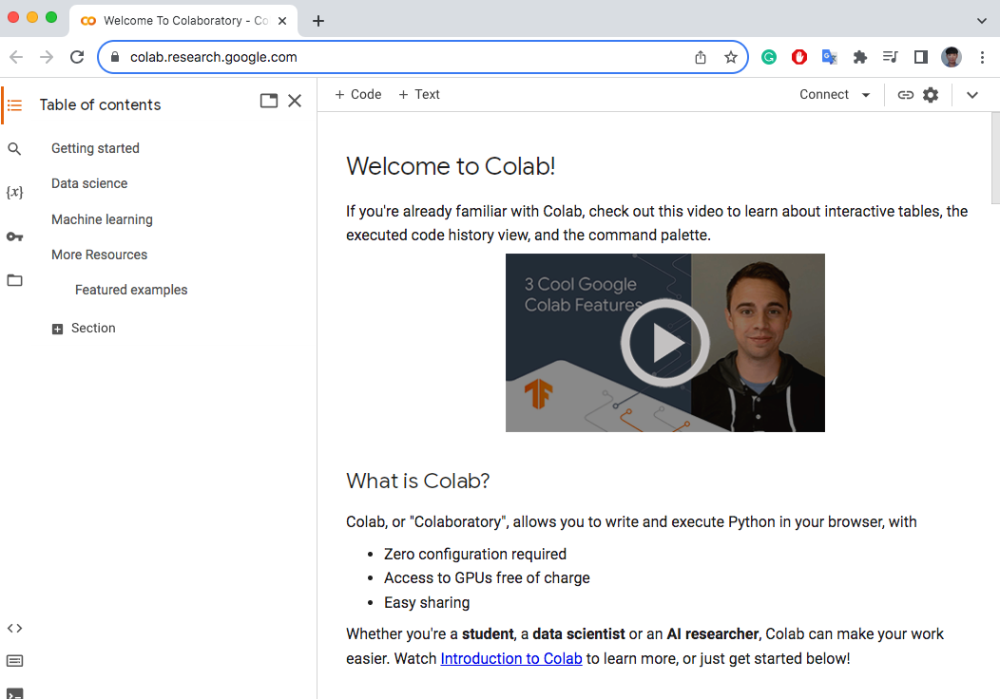 Welcome To Colaboratory - Co
colab.research.google.com
Table of contents
Getting started
Data science
Machine learning
More Resources
Featured examples
Section
+ Code + Text
Connect
Welcome to Colab!
If you're already familiar with Colab, check out this video to learn about interactive tables, the
executed code history view, and the command palette.
3 Cool Google
Colab Features
What is Colab?
Colab, or "Colaboratory", allows you to write and execute Python in your browser, with
• Zero configuration required
• Access to GPUs free of charge
• Easy sharing
Whether you're a student, a data scientist or an AI researcher, Colab can make your work
easier. Watch Introduction to Colab to learn more, or just get started below!